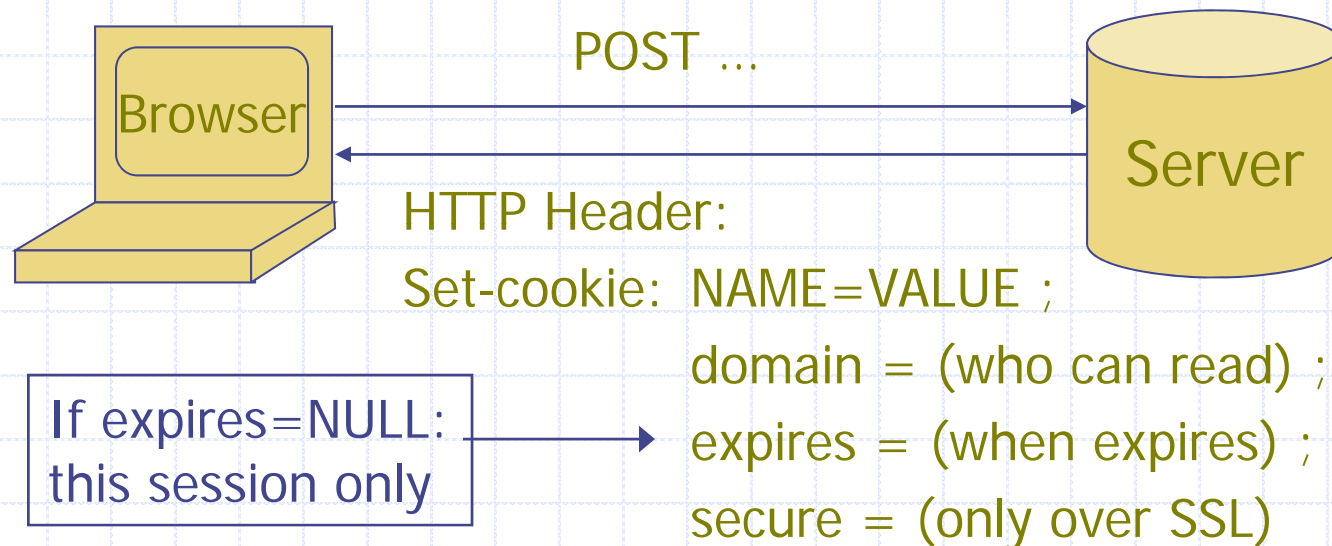 POST ...
Browser
Server
HTTP Header:
Set-cookie: NAME=VALUE ;
domain = (who can read) ;
If expires=NULL:
this session only
expires = (when expires) ;
secure = (only over SSL)